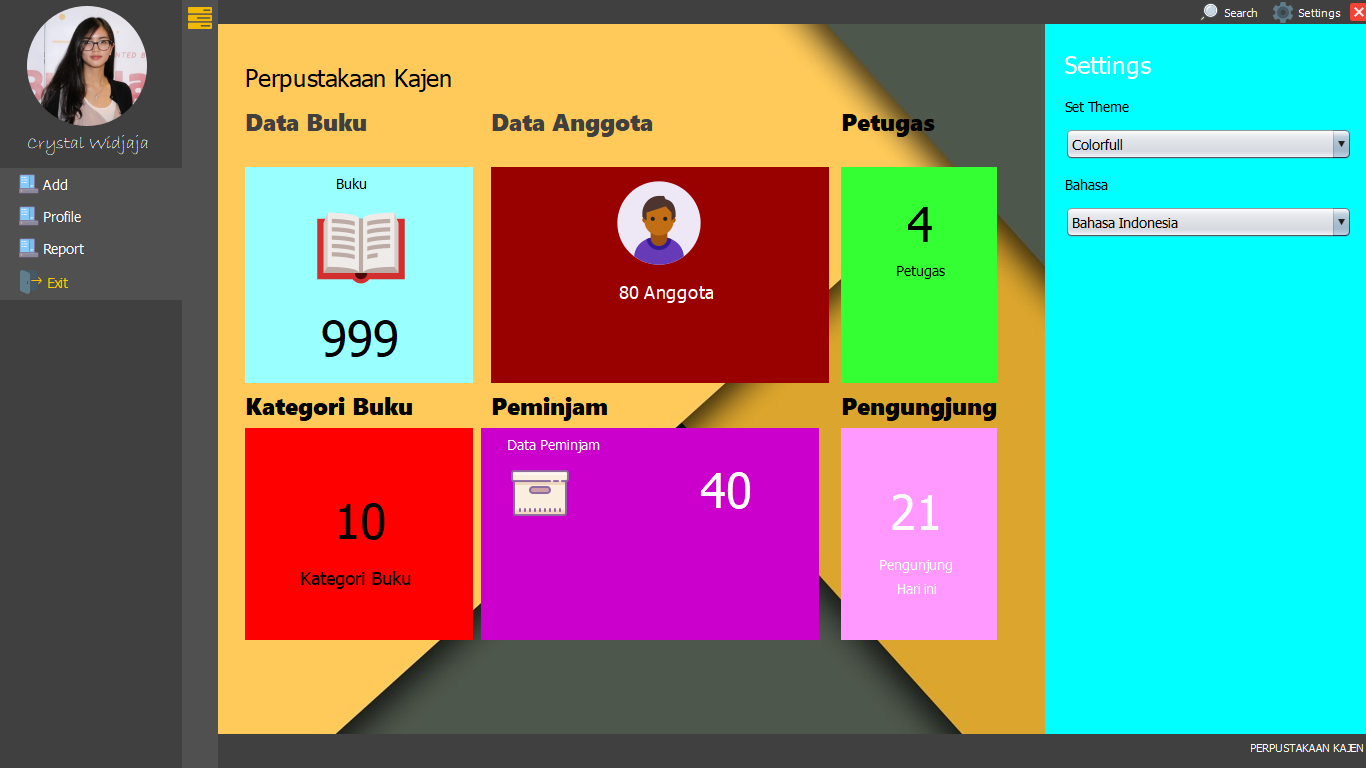 Search
Settings
Crystal Widjaja
Add
Profile
Report
Exit
Perpustakaan Kajen
Data Buku
Data Anggota
Petugas
Buku
999
80 Anggota
4
Petugas
Kategori Buku
Peminjam
Pengungjung
10
Kategori Buku
Data Peminjam
40
21
Pengunjung
Hari ini
Settings
Set Theme
Colorfull
Bahasa
Bahasa Indonesia
PERPUSTAKAAN KAJEN